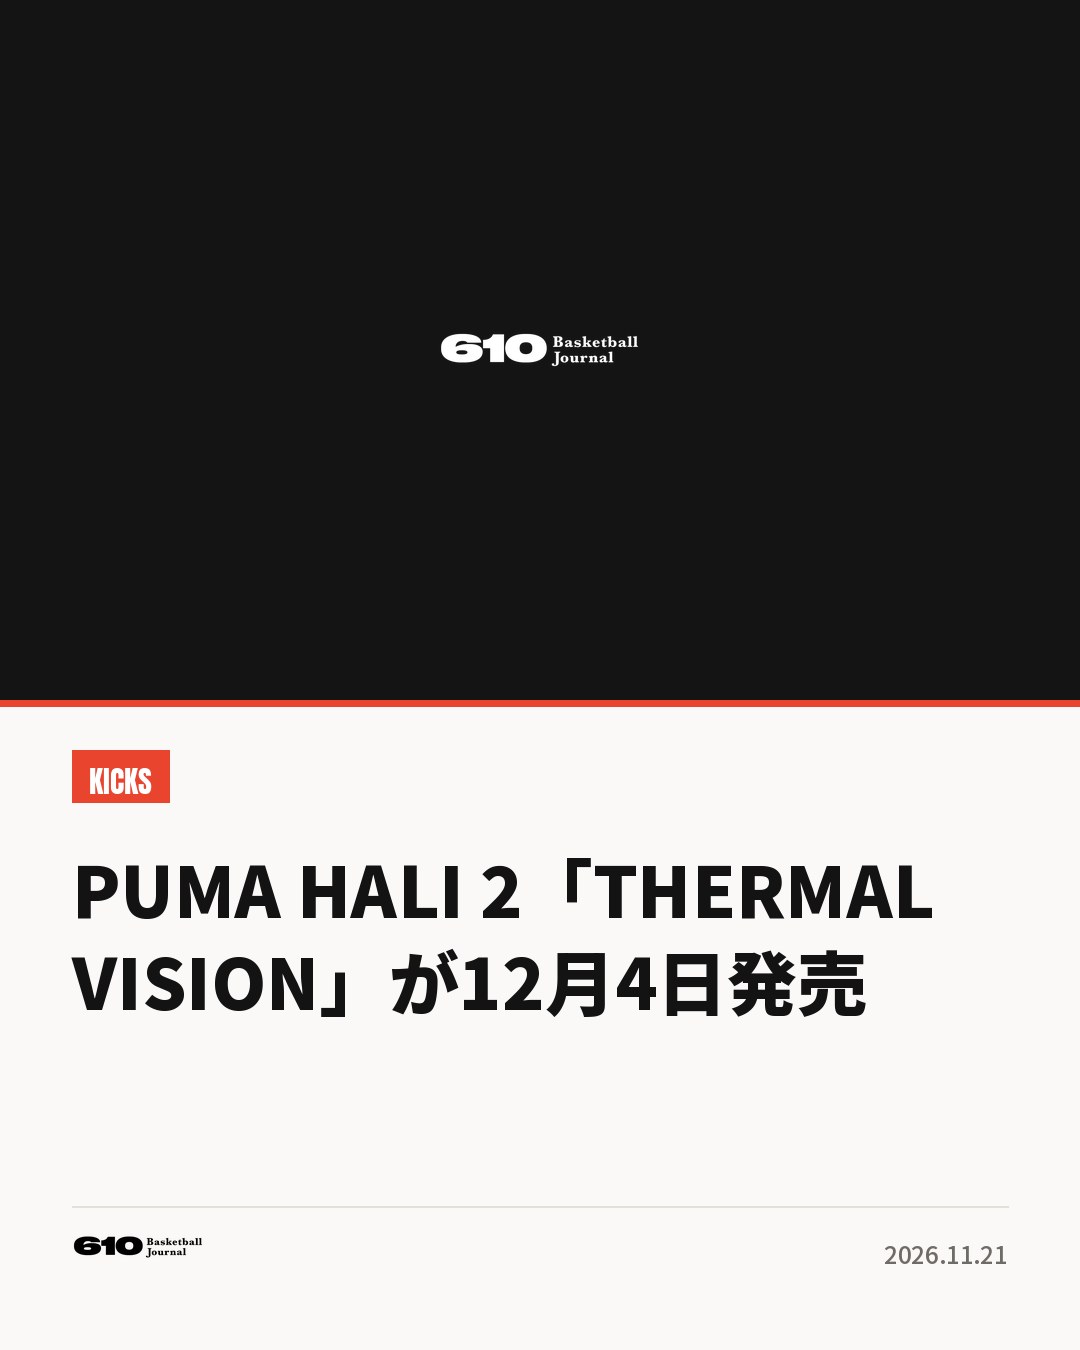 610 Basketball
Journal
KICKS
PUMA HALI 2「THERMAL
VISION」が12月4日発売
610 Basketball
Journal
2026.11.21